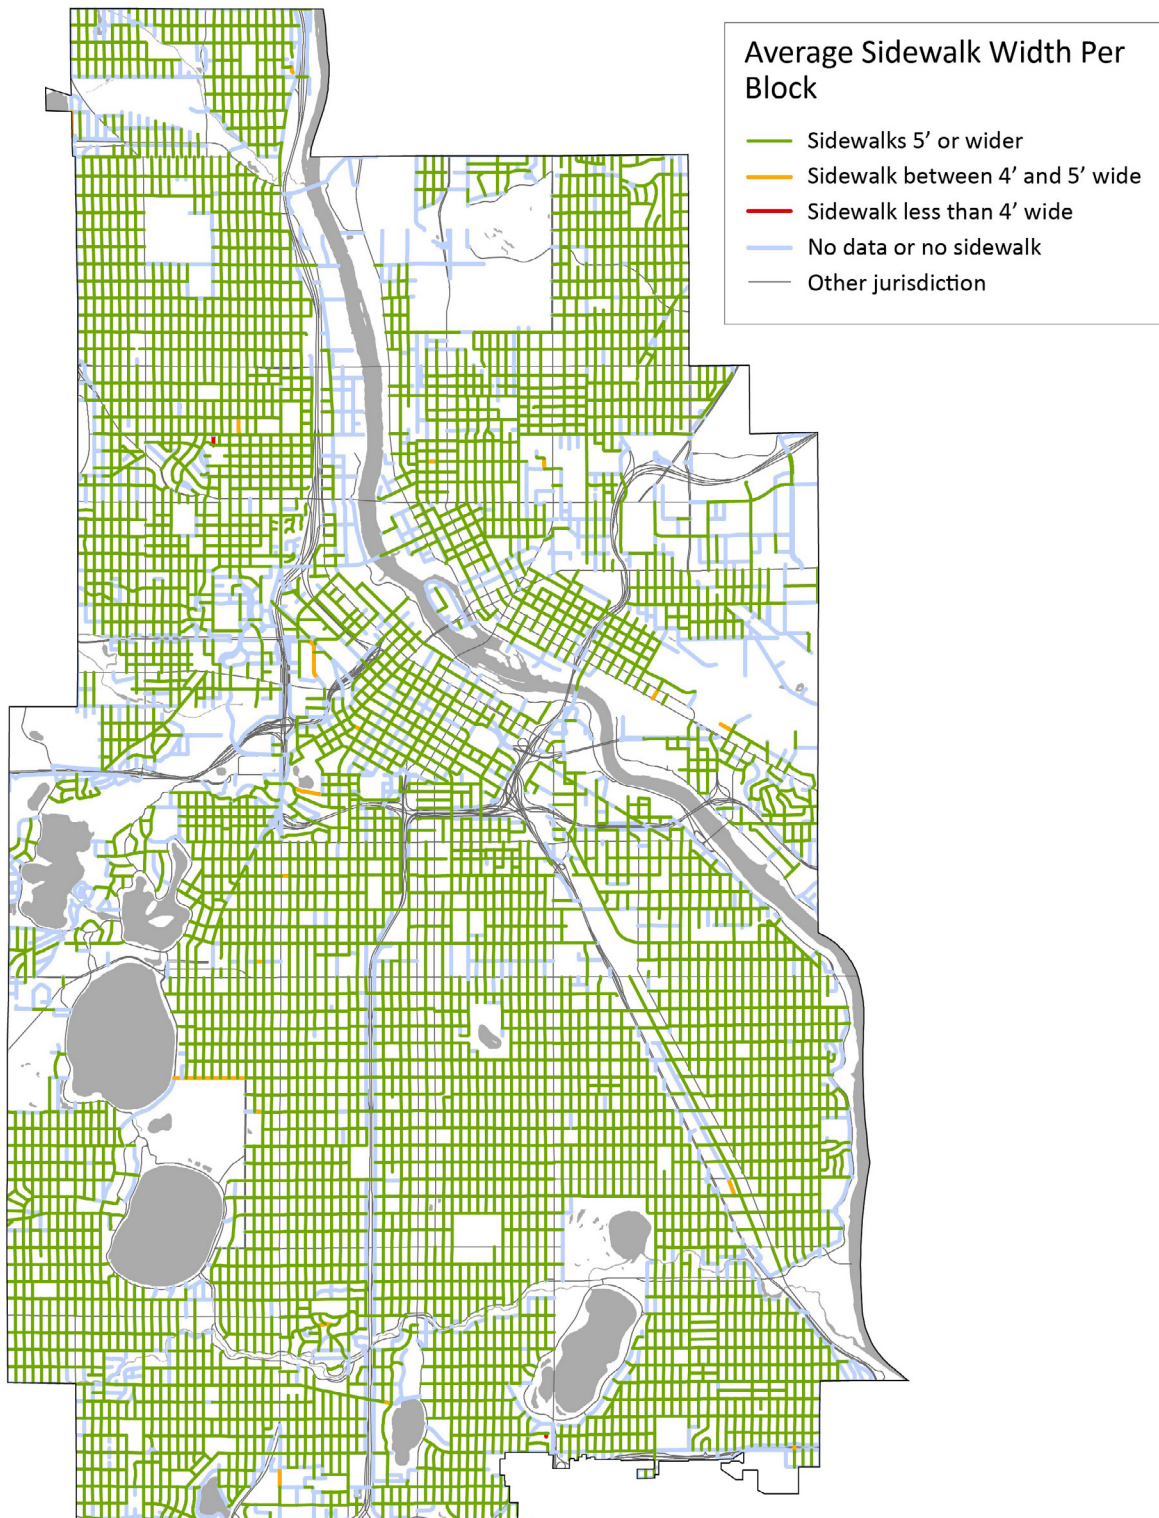 Average Sidewalk Width Per
Block
Sidewalks 5’ or wider
Sidewalk between 4’ and 5’ wide
Sidewalk less than 4’ wide
No data or no sidewalk
Other jurisdiction